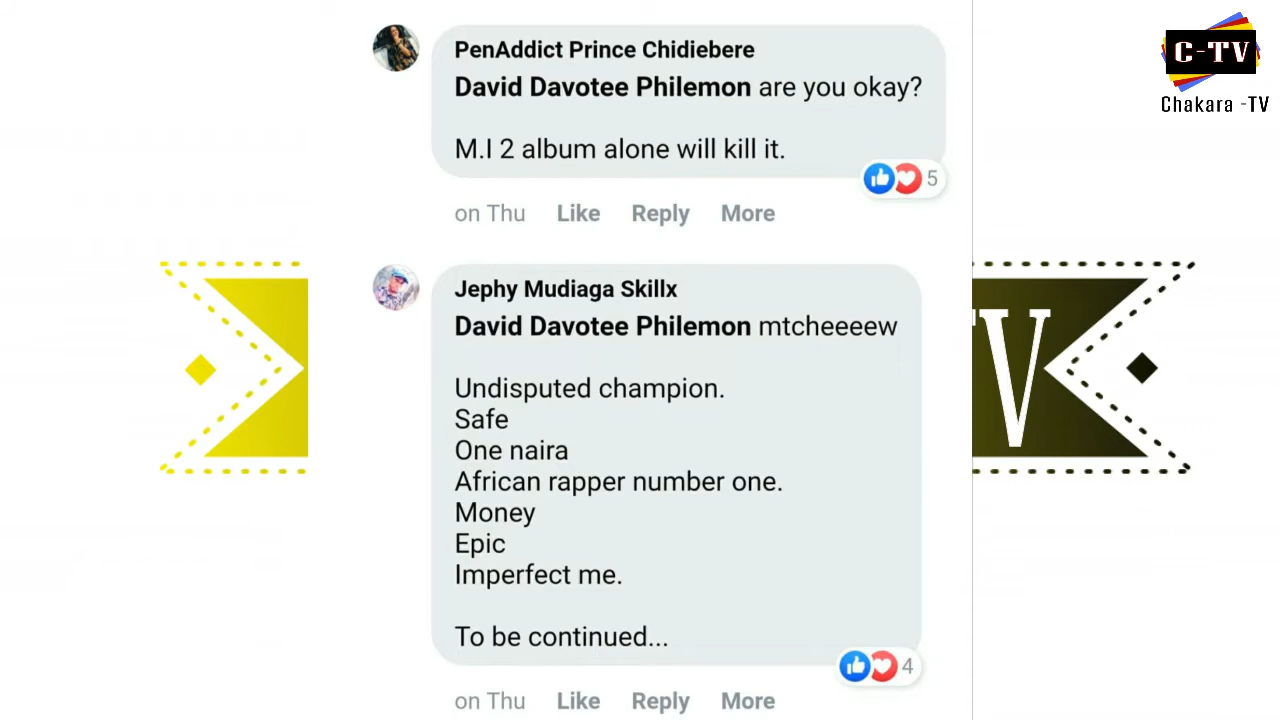 C-TV
Chakara -TV
PenAddict Prince Chidiebere
David Davotee Philemon are you okay?
M.I 2 album alone will kill it.
5
on Thu Like Reply More
Jephy Mudiaga Skillx
David Davotee Philemon mtcheeeew
Undisputed champion.
Safe
One naira
African rapper number one.
Money
Epic
Imperfect me.
To be continued...
4
on Thu Like Reply More